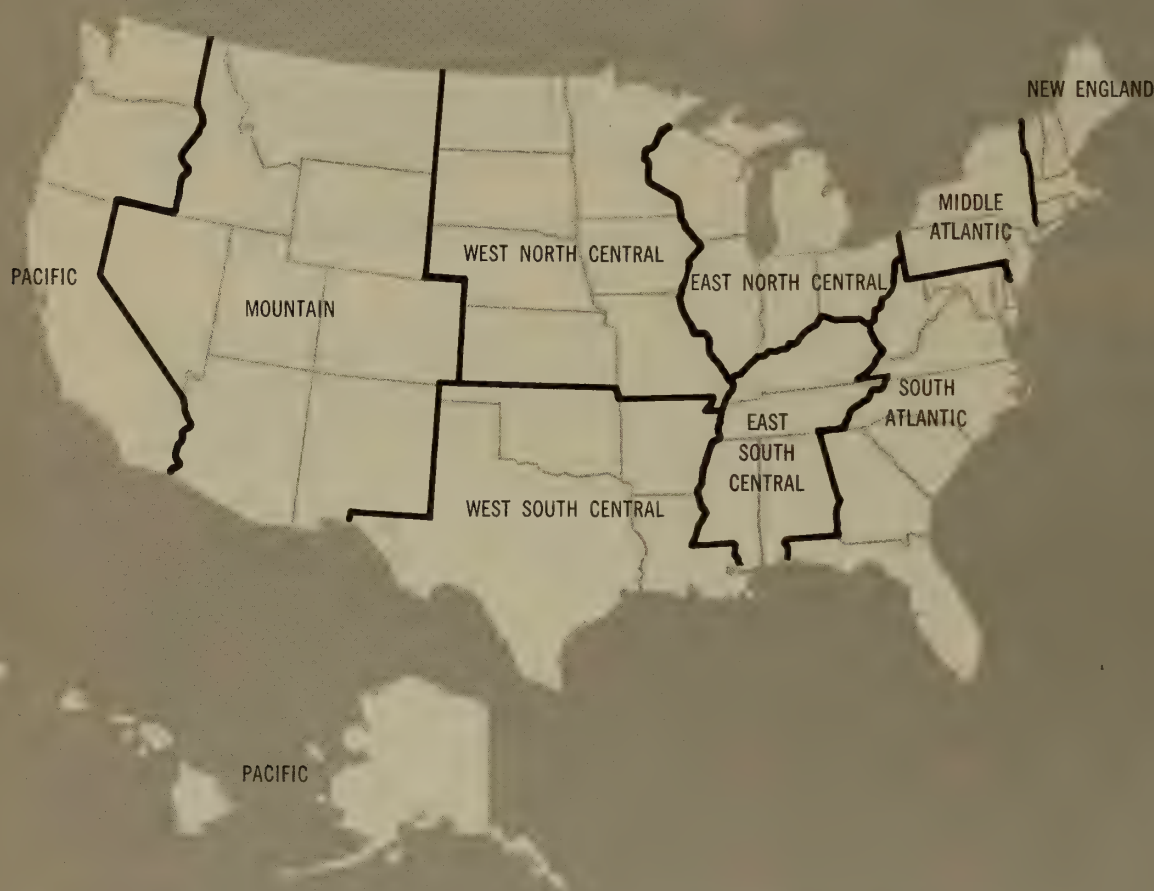 NEW ENGLAND
MIDDLE
ATLANTIC
WEST NORTH CENTRAL
EAST NORTH CENTRAL
PACIFIC
MOUNTAIN
SOUTH
ATLANTIC
EAST
SOUTH
CENTRAL
WEST SOUTH CENTRAL
PACIFIC